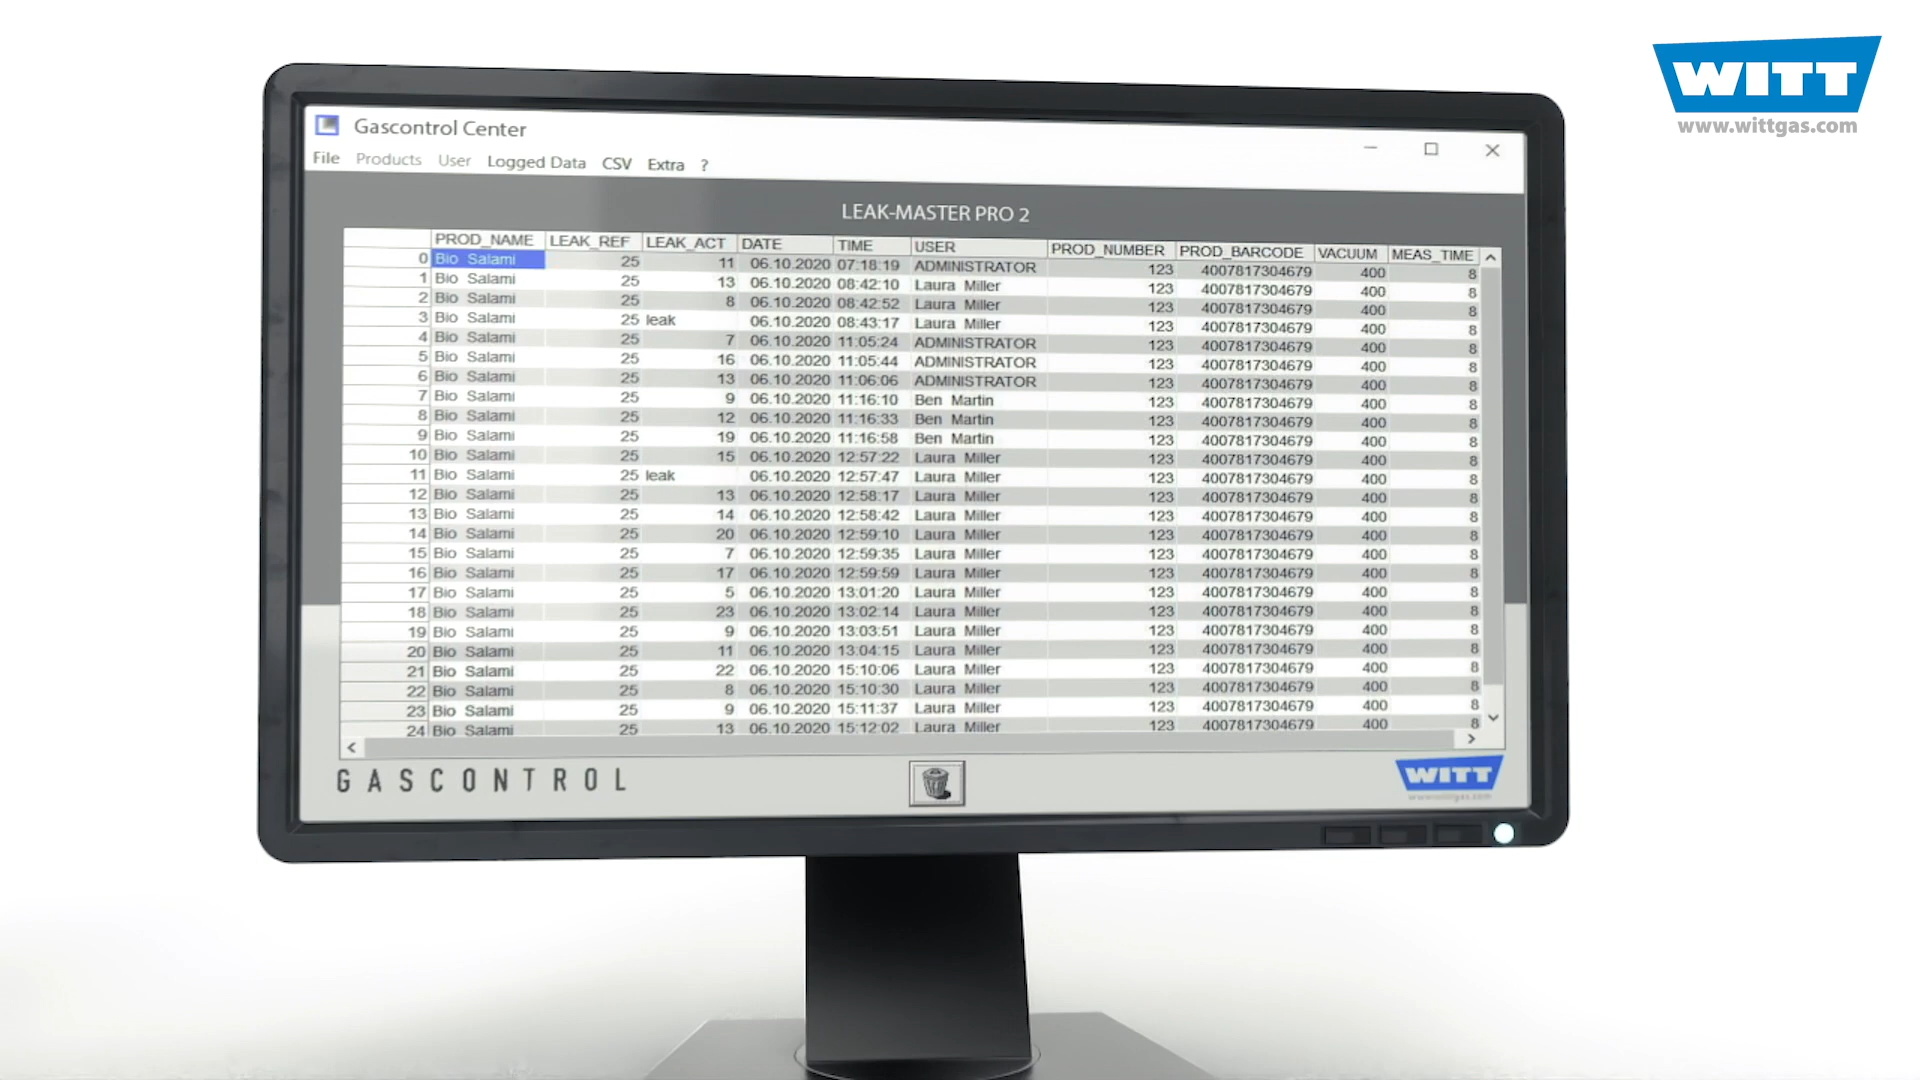 WITT
www.wittgas.com
Gascontrol Center
File Products User Logged Data CSV Extra ?
LEAK-MASTER PRO 2
PROD_NAME LEAK_REF LEAK_ACT DATE TIME USER PROD_NUMBER PROD_BARCODE VACUUM MEAS_TIME
0 Bio Salami 25 11 06.10.2020 07:18:19 ADMINISTRATOR 123 4007817304679 400 8
1 Bio Salami 25 13 06.10.2020 08:42:10 Laura Miller 123 4007817304679 400 8
2 Bio Salami 25 8 06.10.2020 08:42:52 Laura Miller 123 4007817304679 400 8
3 Bio Salami 25 leak 06.10.2020 08:43:17 Laura Miller 123 4007817304679 400 8
4 Bio Salami 25 7 06.10.2020 11:05:24 ADMINISTRATOR 123 4007817304679 400 8
5 Bio Salami 25 16 06.10.2020 11:05:44 ADMINISTRATOR 123 4007817304679 400 8
6 Bio Salami 25 13 06.10.2020 11:06:06 ADMINISTRATOR 123 4007817304679 400 8
7 Bio Salami 25 9 06.10.2020 11:16:10 Ben Martin 123 4007817304679 400 8
8 Bio Salami 25 12 06.10.2020 11:16:33 Ben Martin 123 4007817304679 400 8
9 Bio Salami 25 19 06.10.2020 11:16:58 Ben Martin 123 4007817304679 400 8
10 Bio Salami 25 15 06.10.2020 12:57:22 Laura Miller 123 4007817304679 400 8
11 Bio Salami 25 leak 06.10.2020 12:57:47 Laura Miller 123 4007817304679 400 8
12 Bio Salami 25 13 06.10.2020 12:58:17 Laura Miller 123 4007817304679 400 8
13 Bio Salami 25 14 06.10.2020 12:58:42 Laura Miller 123 4007817304679 400 8
14 Bio Salami 25 20 06.10.2020 12:59:10 Laura Miller 123 4007817304679 400 8
15 Bio Salami 25 7 06.10.2020 12:59:35 Laura Miller 123 4007817304679 400 8
16 Bio Salami 25 17 06.10.2020 12:59:59 Laura Miller 123 4007817304679 400 8
17 Bio Salami 25 5 06.10.2020 13:01:20 Laura Miller 123 4007817304679 400 8
18 Bio Salami 25 23 06.10.2020 13:02:14 Laura Miller 123 4007817304679 400 8
19 Bio Salami 25 9 06.10.2020 13:03:51 Laura Miller 123 4007817304679 400 8
20 Bio Salami 25 11 06.10.2020 13:04:15 Laura Miller 123 4007817304679 400 8
21 Bio Salami 25 22 06.10.2020 15:10:06 Laura Miller 123 4007817304679 400 8
22 Bio Salami 25 8 06.10.2020 15:10:30 Laura Miller 123 4007817304679 400 8
23 Bio Salami 25 9 06.10.2020 15:11:37 Laura Miller 123 4007817304679 400 8
24 Bio Salami 25 13 06.10.2020 15:12:02 Laura Miller 123 4007817304679 400 8
GASCONTROL
WITT
www.wittgas.com